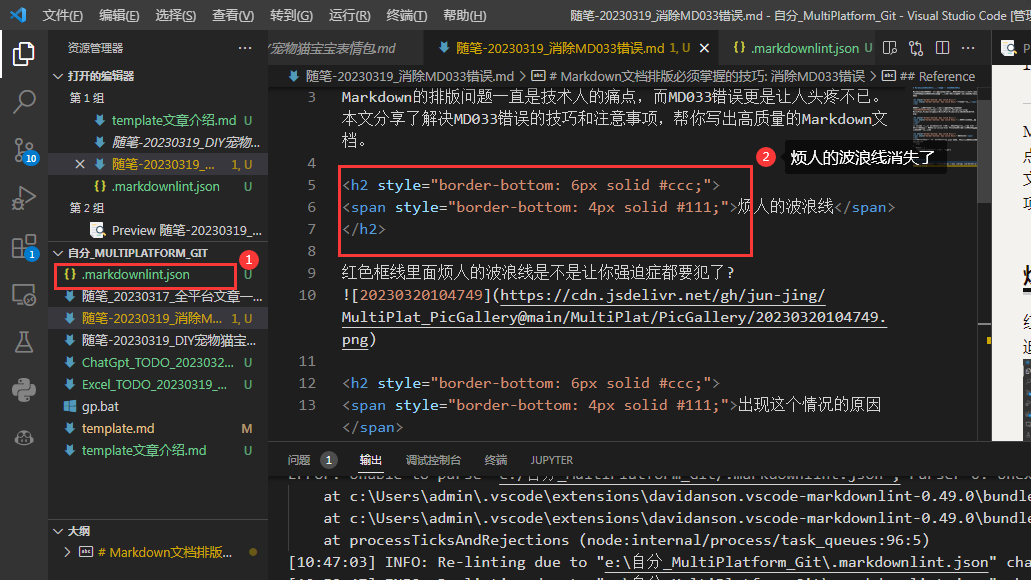 文件(F) 编辑(E) 选择(S) 查看(V) 转到(G) 运行(R) 终端(T) 帮助(H) 随笔-20230319_消除MD033错误.md - 自分_MultiPlatform_Git - Visual Studio Code [管
资源管理器 ···
打开的编辑器
第 1 组
template文章介绍.md U
随笔-20230319_DIY宠物...
随笔-20230319_... 1, U
{} .markdownlint.json U
第 2 组
Preview 随笔-20230319_...
自分_MULTIPLATFORM_GIT
1
{} .markdownlint.json U
随笔_20230317_全平台文章一...
随笔-20230319_消除M... 1, U
随笔-20230319_DIY宠物猫宝...
ChatGpt_TODO_2023032... U
Excel_TODO_20230319_... U
gp.bat
template.md M
template文章介绍.md U
大纲
# Markdown文档排版...
10
1
宠物猫宝宝表情包.md
随笔-20230319_消除MD033错误.md 1, U
{} .markdownlint.json U
随笔-20230319_消除MD033错误.md > # Markdown文档排版必须掌握的技巧: 消除MD033错误 > ## Reference
3 Markdown的排版问题一直是技术人的痛点，而MD033错误更是让人头疼不已。
本文分享了解决MD033错误的技巧和注意事项，帮你写出高质量的Markdown文
档。
4
2 烦人的波浪线消失了
5 <h2 style="border-bottom: 6px solid #ccc;">
6 <span style="border-bottom: 4px solid #111;">烦人的波浪线</span>
7 </h2>
8
9 红色框线里面烦人的波浪线是不是让你强迫症都要犯了?
10 ![20230320104749](https://cdn.jsdelivr.net/gh/jun-jing/
MultiPlat_PicGallery@main/MultiPlat/PicGallery/20230320104749.
png)
11
12 <h2 style="border-bottom: 6px solid #ccc;">
13 <span style="border-bottom: 4px solid #111;">出现这个情况的原因
</span>
问题 1 输出 调试控制台 终端 JUPYTER
at c:\Users\admin\.vscode\extensions\davidanson.vscode-markdownlint-0.49.0\bundle
at c:\Users\admin\.vscode\extensions\davidanson.vscode-markdownlint-0.49.0\bundle
at processTicksAndRejections (node:internal/process/task_queues:96:5)
[10:47:03] INFO: Re-linting due to "e:\自分_MultiPlatform_Git\.markdownlint.json" cha